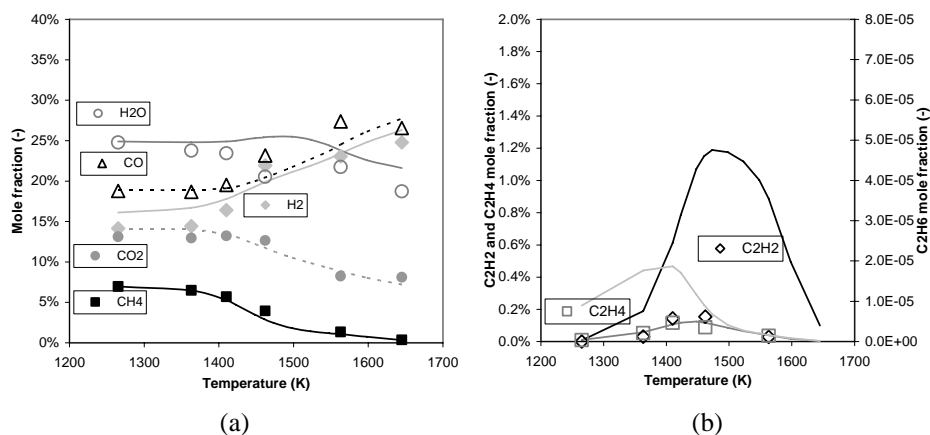 40%
35%
30%
25%
20%
15%
10%
5%
0%
Mole fraction (-)
H2O
CO
H2
CO2
CH4
1200 1300 1400 1500 1600 1700
Temperature (K)
(a)
2.0%
1.8%
1.6%
1.4%
1.2%
1.0%
0.8%
0.6%
0.4%
0.2%
0.0%
C2H2 and C2H4 mole fraction (-)
C2H2
C2H4
8.0E-05
7.0E-05
6.0E-05
5.0E-05
4.0E-05
3.0E-05
2.0E-05
1.0E-05
0.0E+00
C2H6 mole fraction (-)
1200 1300 1400 1500 1600 1700
Temperature (K)
(b)